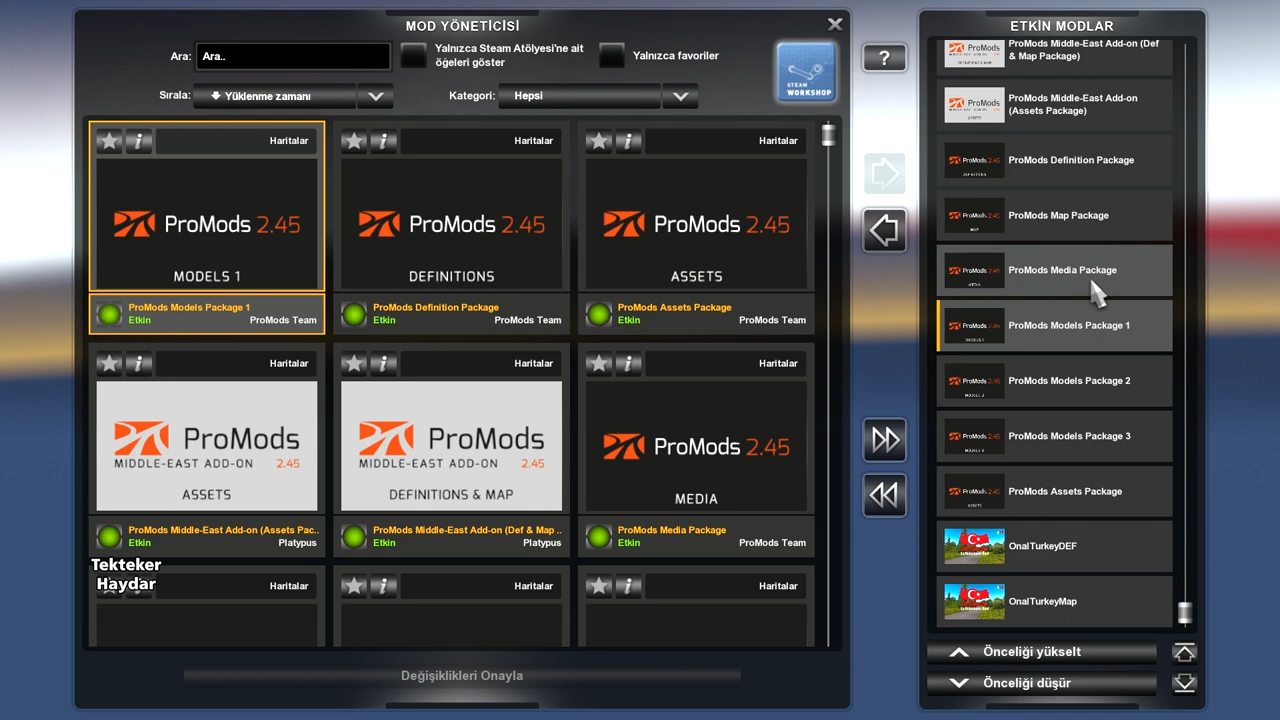 MOD YÖNETİCİSİ
Ara:
Ara..
Yalnızca Steam Atölyesi'ne ait
öğeleri göster
Yalnızca favoriler
STEAM
WORKSHOP
Sırala:
Yüklenme zamanı
Kategori:
Hepsi
Haritalar
Haritalar
Haritalar
ProMods 2.45
MODELS 1
ProMods 2.45
DEFINITIONS
ProMods 2.45
ASSETS
ProMods Models Package 1
Etkin
ProMods Team
ProMods Definition Package
Etkin
ProMods Team
ProMods Assets Package
Etkin
ProMods Team
Haritalar
Haritalar
Haritalar
ProMods
MIDDLE-EAST ADD-ON 2.45
ASSETS
ProMods
MIDDLE-EAST ADD-ON 2.45
DEFINITIONS & MAP
ProMods 2.45
MEDIA
ProMods Middle-East Add-on (Assets Pac..
Etkin
Platypus
ProMods Middle-East Add-on (Def & Map ..
Etkin
Platypus
ProMods Media Package
Etkin
ProMods Team
Tekteker
Haydar
Haritalar
Haritalar
Haritalar
Değişiklikleri Onayla
?
ETKİN MODLAR
ProMods Middle-East Add-on (Def
& Map Package)
ProMods Middle-East Add-on
(Assets Package)
ProMods Definition Package
ProMods Map Package
ProMods Media Package
ProMods Models Package 1
ProMods Models Package 2
ProMods Models Package 3
ProMods Assets Package
OnalTurkeyDEF
OnalTurkeyMap
Önceliği yükselt
Önceliği düşür